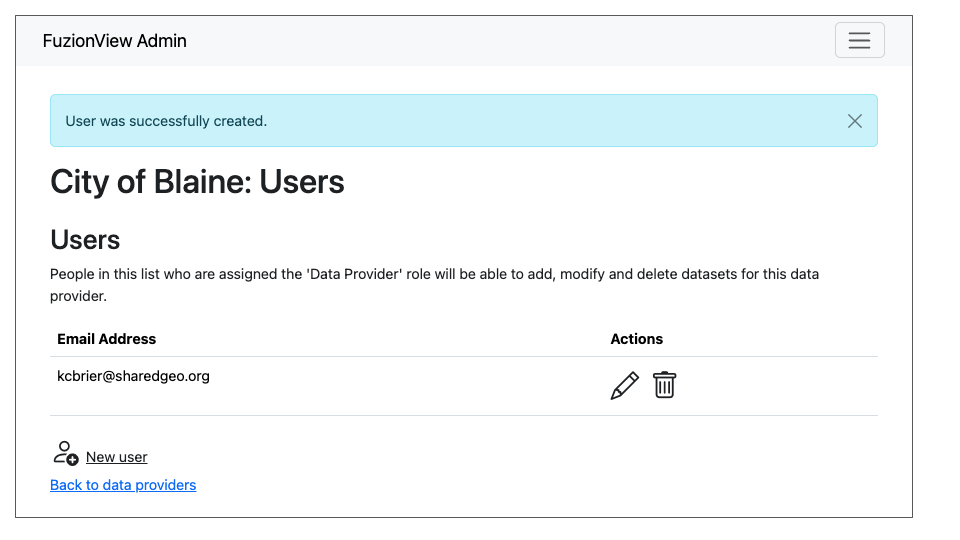 FuzionView Admin
User was successfully created.
City of Blaine: Users
Users
People in this list who are assigned the 'Data Provider' role will be able to add, modify and delete datasets for this data
provider.
Email Address Actions
kcbrier@sharedgeo.org
New user
Back to data providers